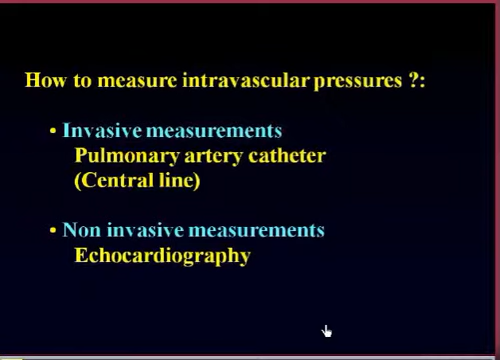 How to measure intravascular pressures ?:
• Invasive measurements
Pulmonary artery catheter
(Central line)
• Non invasive measurements
Echocardiography